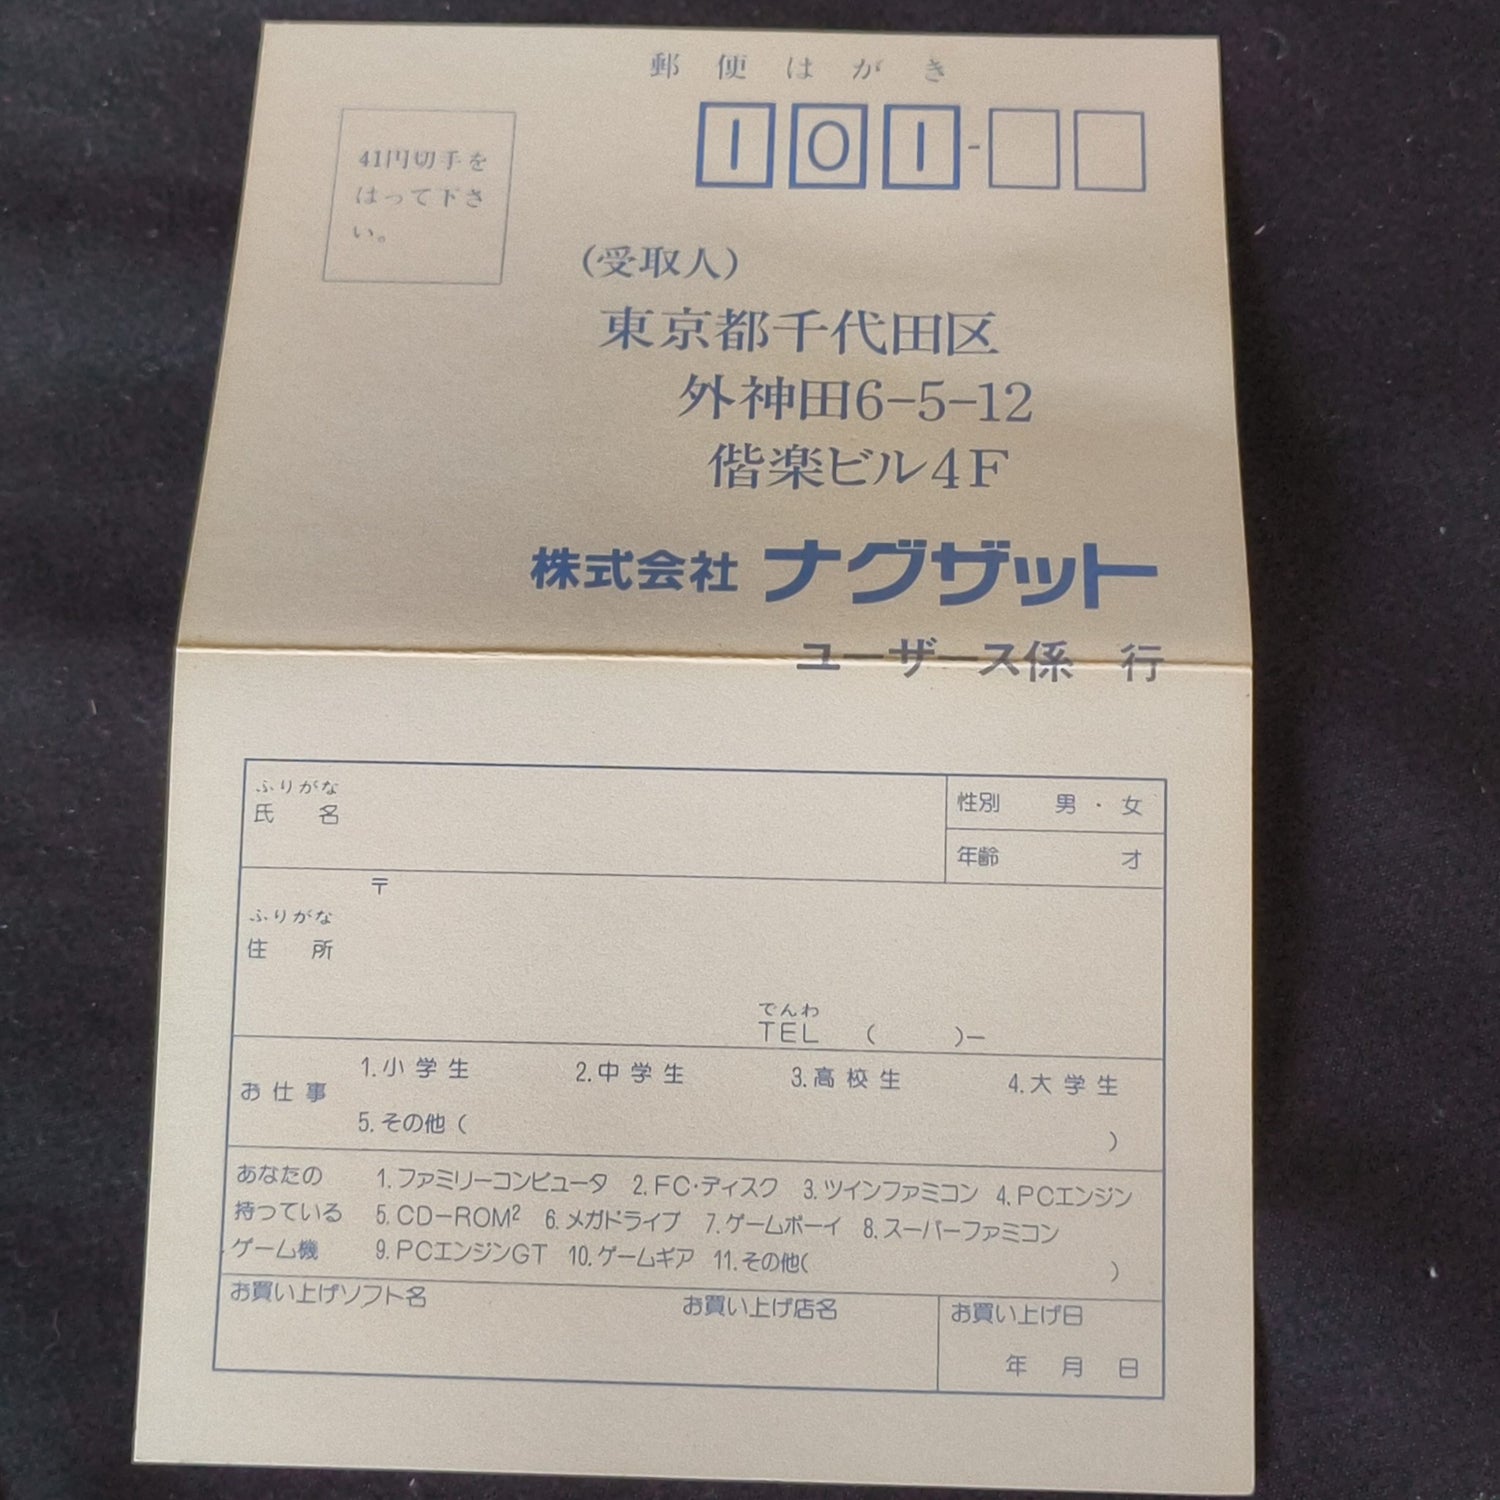 郵便はがき
41円切手を
はって下さ
い。
101-
(受取人)
東京都千代田区
外神田6-5-12
偕楽ビル4F
株式会社 ナグザット
ユーザース係 行
ふりがな
氏 名
性別 男・女
年齢 才
〒
ふりがな
住 所
でんわ
TEL ( )-
お仕事
1.小学生 2.中学生 3.高校生 4.大学生
5.その他( )
あなたの
持っている
ゲーム機
1.ファミリーコンピュータ 2.FC・ディスク 3.ツインファミコン 4.PCエンジン
5.CD-ROM² 6.メガドライブ 7.ゲームボーイ 8.スーパーファミコン
9.PCエンジンGT 10.ゲームギア 11.その他( )
お買い上げソフト名 お買い上げ店名 お買い上げ日
年 月 日